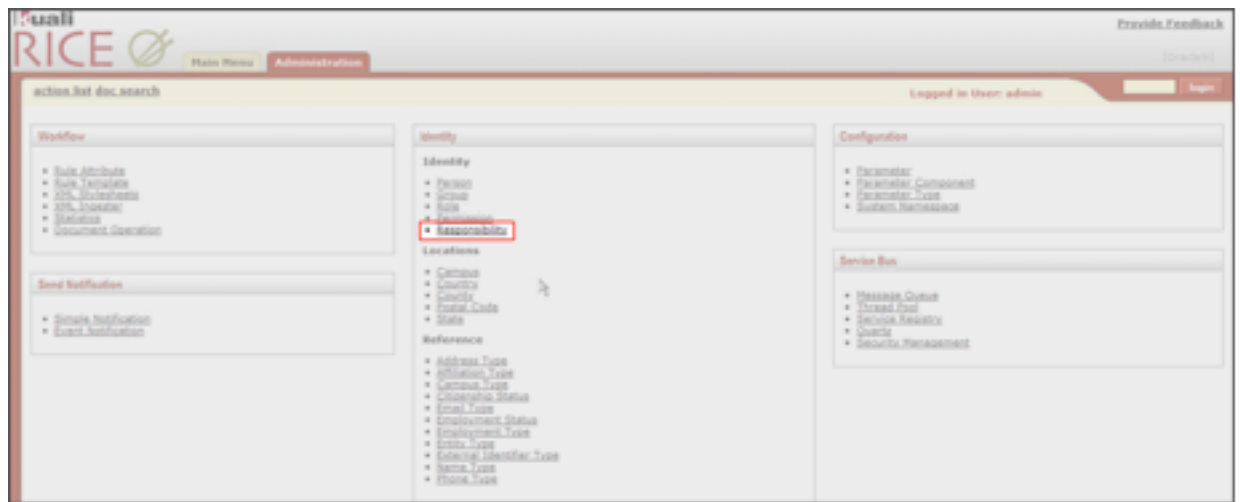 Kuali
RICE
Provide Feedback
Main Menu
Administration
action list doc search
Logged in User: admin
login
Workflow
Rule Attribute
Rule Template
XML Stylesheets
XML Ingester
Statistics
Document Operation
Send Notification
Simple Notification
Event Notification
Identity
Identity
Person
Group
Role
Permission
Responsibility
Locations
Campus
Country
County
Postal Code
State
Reference
Address Type
Affiliation Type
Campus Type
Citizenship Status
Email Type
Employment Status
Employment Type
Entity Type
External Identifier Type
Name Type
Phone Type
Configuration
Parameter
Parameter Component
Parameter Type
System Namespace
Service Bus
Message Queue
Thread Pool
Service Registry
Quartz
Security Management